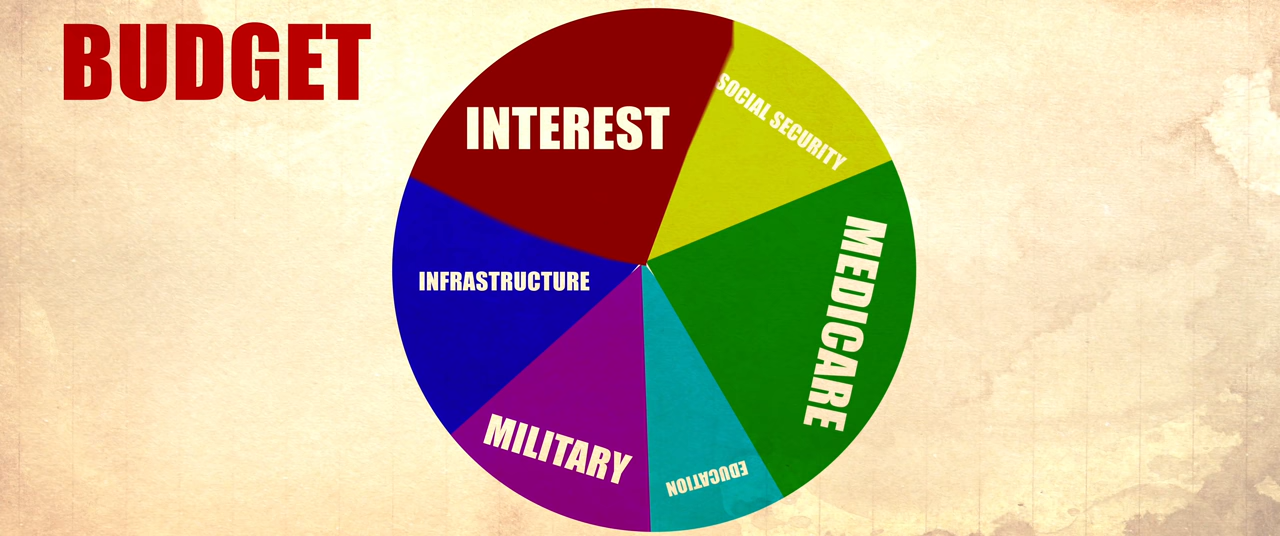 BUDGET
INTEREST
SOCIAL SECURITY
MEDICARE
INFRASTRUCTURE
MILITARY
EDUCATION